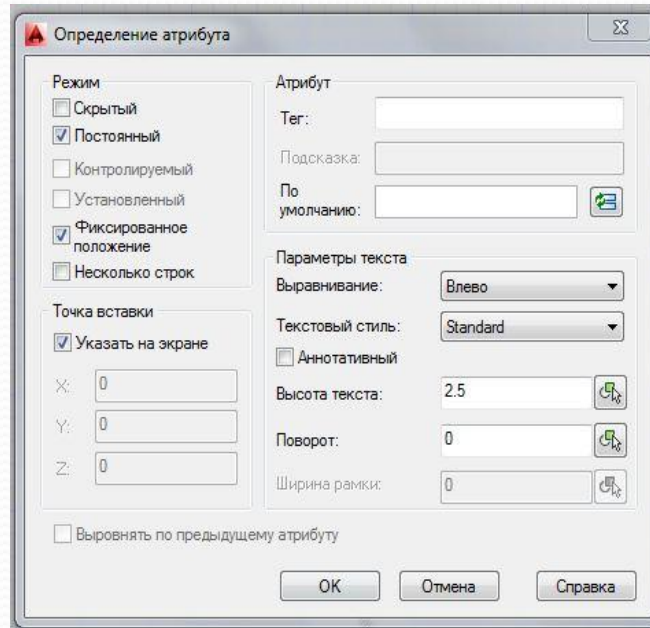 Определение атрибута
Режим
Скрытый
Постоянный
Контролируемый
Установленный
Фиксированное
положение
Несколько строк
Точка вставки
Указать на экране
X: 0
Y: 0
Z: 0
Атрибут
Тег:
Подсказка:
По
умолчанию:
Параметры текста
Выравнивание: Влево
Текстовый стиль: Standard
Аннотативный
Высота текста: 2.5
Поворот: 0
Ширина рамки: 0
Выровнять по предыдущему атрибуту
OK Отмена Справка